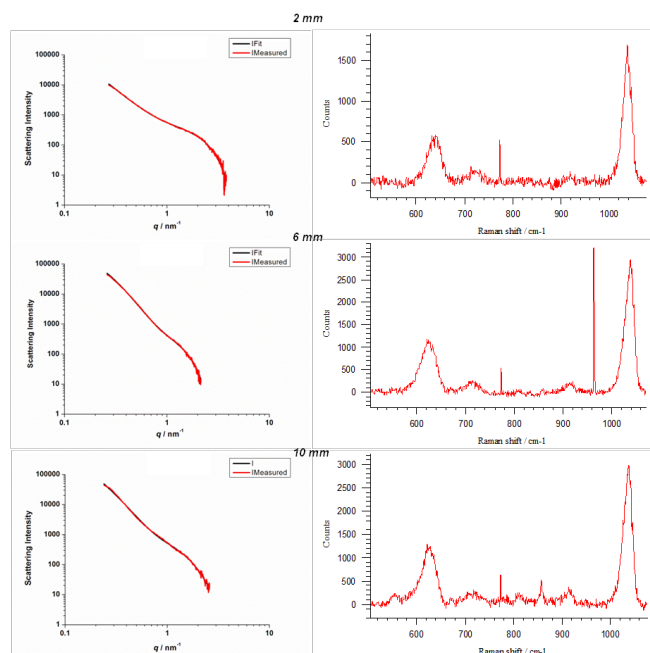 2 mm
IFit
IMeasured
100000
10000
1000
100
10
1
0.1
1
10
Scattering Intensity
q / nm⁻¹
1500
1000
500
0
600
700
800
900
1000
Counts
Raman shift / cm-1
6 mm
IFit
IMeasured
100000
10000
1000
100
10
1
0.1
1
10
Scattering Intensity
q / nm⁻¹
3000
2500
2000
1500
1000
500
0
600
700
800
900
1000
Counts
Raman shift / cm-1
10 mm
I
IMeasured
100000
10000
1000
100
10
1
0.1
1
10
Scattering Intensity
q / nm⁻¹
3000
2500
2000
1500
1000
500
0
600
700
800
900
1000
Counts
Raman shift / cm-1